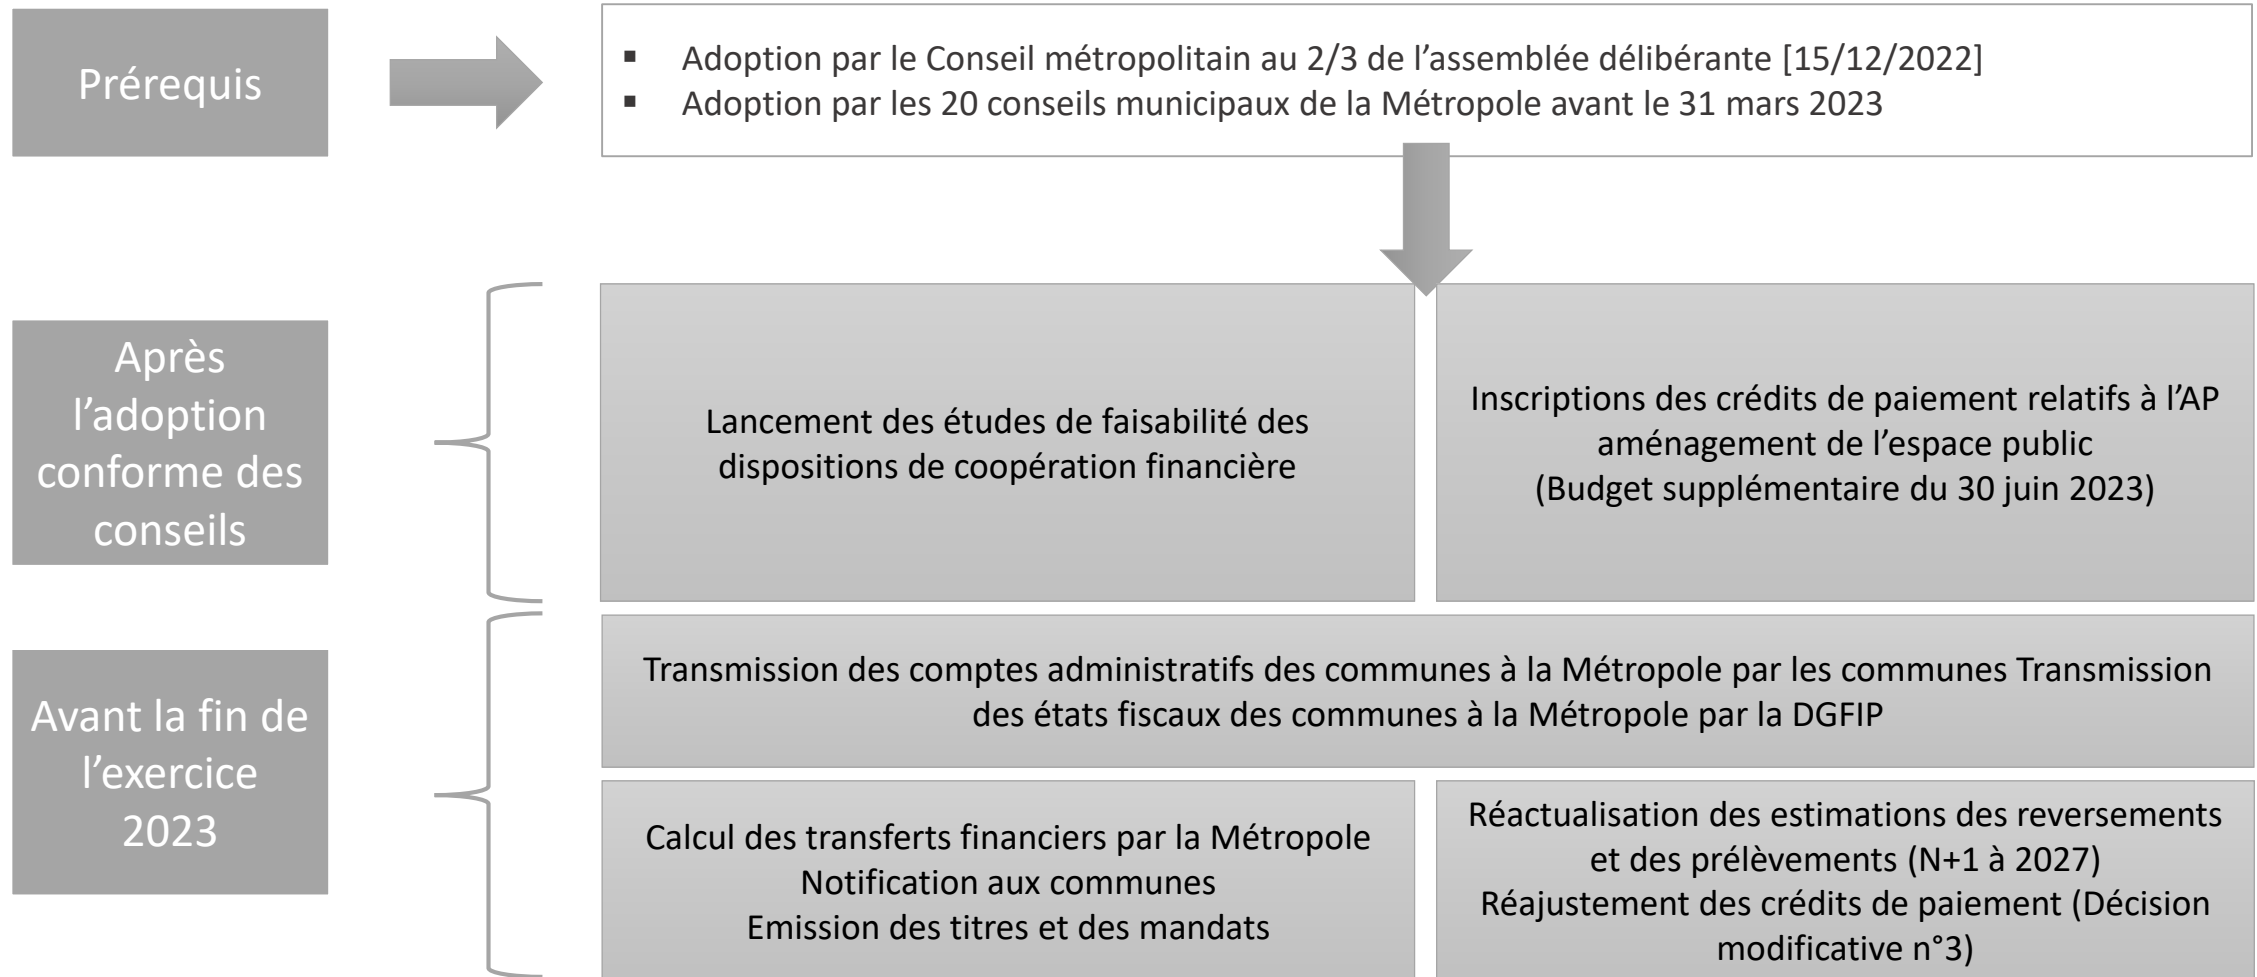 Prérequis
▪ Adoption par le Conseil métropolitain au 2/3 de l’assemblée délibérante [15/12/2022]
▪ Adoption par les 20 conseils municipaux de la Métropole avant le 31 mars 2023
Après
l’adoption
conforme des
conseils
Lancement des études de faisabilité des
dispositions de coopération financière
Inscriptions des crédits de paiement relatifs à l’AP
aménagement de l’espace public
(Budget supplémentaire du 30 juin 2023)
Avant la fin de
l’exercice
2023
Transmission des comptes administratifs des communes à la Métropole par les communes Transmission
des états fiscaux des communes à la Métropole par la DGFIP
Calcul des transferts financiers par la Métropole
Notification aux communes
Emission des titres et des mandats
Réactualisation des estimations des reversements
et des prélèvements (N+1 à 2027)
Réajustement des crédits de paiement (Décision
modificative n°3)